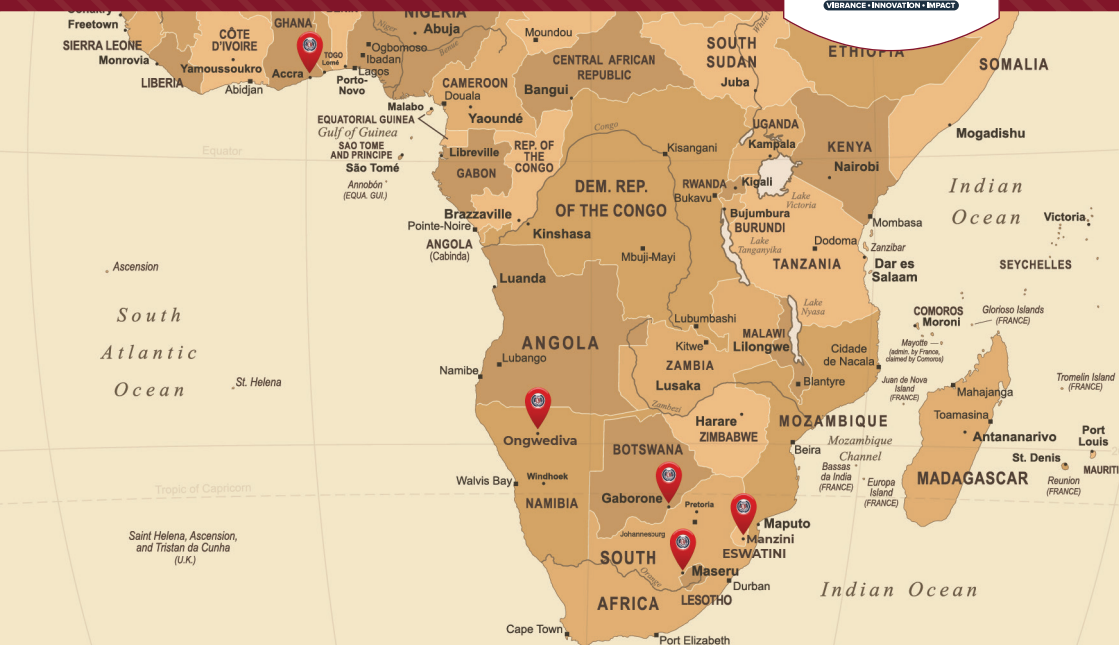 VIBRANCE • INNOVATION • IMPACT
Freetown
SIERRA LEONE
Monrovia
LIBERIA
CÔTE
D'IVOIRE
Yamoussoukro
Abidjan
GHANA
Accra
TOGO
Lomé
Porto-
Novo
NIGERIA
Abuja
Niger
Benue
Ogbomoso
Ibadan
Lagos
Moundou
CAMEROON
Douala
Yaoundé
CENTRAL AFRICAN
REPUBLIC
Bangui
SOUTH
SUDAN
Juba
White
ETHIOPIA
SOMALIA
Mogadishu
Malabo
EQUATORIAL GUINEA
Gulf of Guinea
SAO TOME
AND PRINCIPE
São Tomé
Annobón
(EQUA. GUI.)
Equator
Libreville
GABON
REP. OF
THE
CONGO
Congo
Kisangani
DEM. REP.
OF THE CONGO
Brazzaville
Pointe-Noire
Kinshasa
ANGOLA
(Cabinda)
Mbuji-Mayi
UGANDA
Kampala
KENYA
Nairobi
RWANDA
Kigali
Bukavu
Lake
Victoria
Bujumbura
BURUNDI
Lake
Tanganyika
Dodoma
TANZANIA
Mombasa
Zanzibar
Dar es
Salaam
Indian
Ocean
Victoria
SEYCHELLES
Ascension
South
Atlantic
Ocean
St. Helena
Luanda
ANGOLA
Lubango
Namibe
Lubumbashi
Kitwe
ZAMBIA
Lusaka
Zambezi
MALAWI
Lilongwe
Lake
Nyasa
Blantyre
Cidade
de Nacala
COMOROS
Moroni
Glorioso Islands
(FRANCE)
Mayotte
(admin. by France,
claimed by Comoros)
Juan de Nova
Island
(FRANCE)
Mahajanga
Toamasina
Antananarivo
MADAGASCAR
Tromelin Island
(FRANCE)
Port
Louis
MAURITI
St. Denis
Reunion
(FRANCE)
Ongwediva
Harare
ZIMBABWE
MOZAMBIQUE
Beira
Mozambique
Channel
Bassas
da India
(FRANCE)
Europa
Island
(FRANCE)
BOTSWANA
Gaborone
Walvis Bay
Windhoek
NAMIBIA
Tropic of Capricorn
Pretoria
Johannesburg
Maputo
Manzini
ESWATINI
SOUTH
AFRICA
Orange
Maseru
LESOTHO
Durban
Cape Town
Port Elizabeth
Saint Helena, Ascension,
and Tristan da Cunha
(U.K.)
Indian Ocean